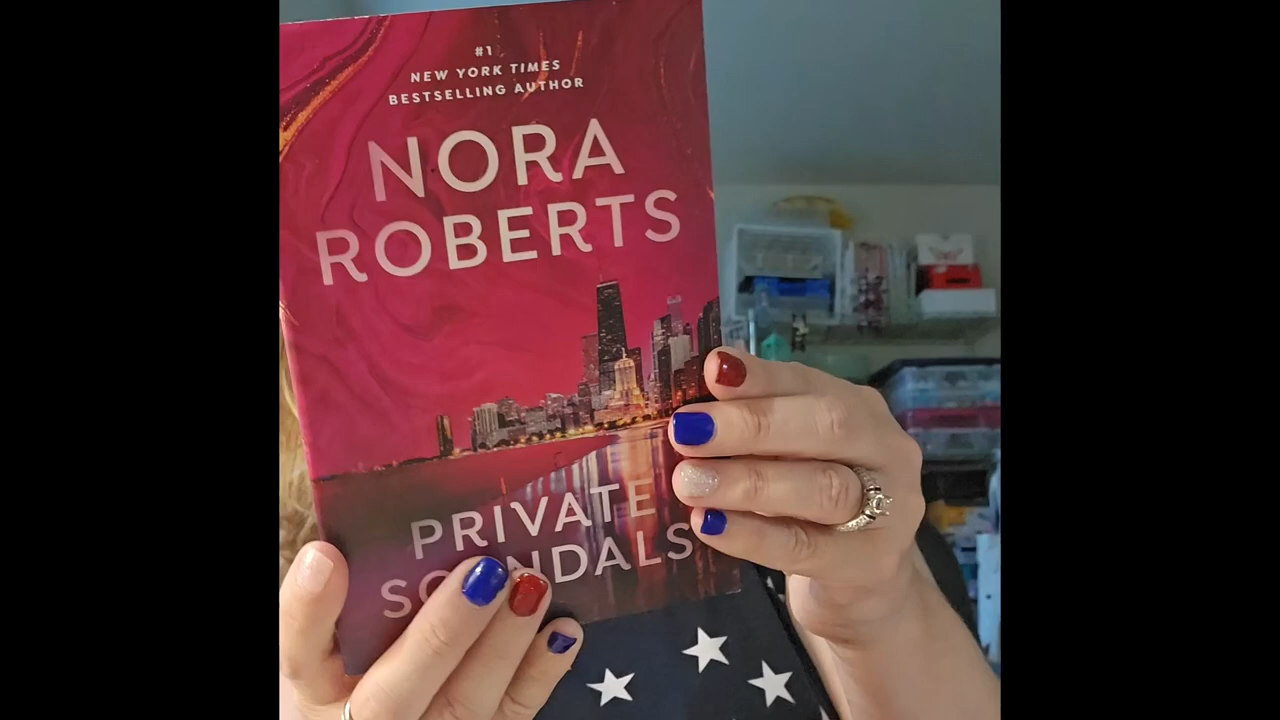 #1
NEW YORK TIMES
BESTSELLING AUTHOR
NORA
ROBERTS
PRIVATE
SCANDALS